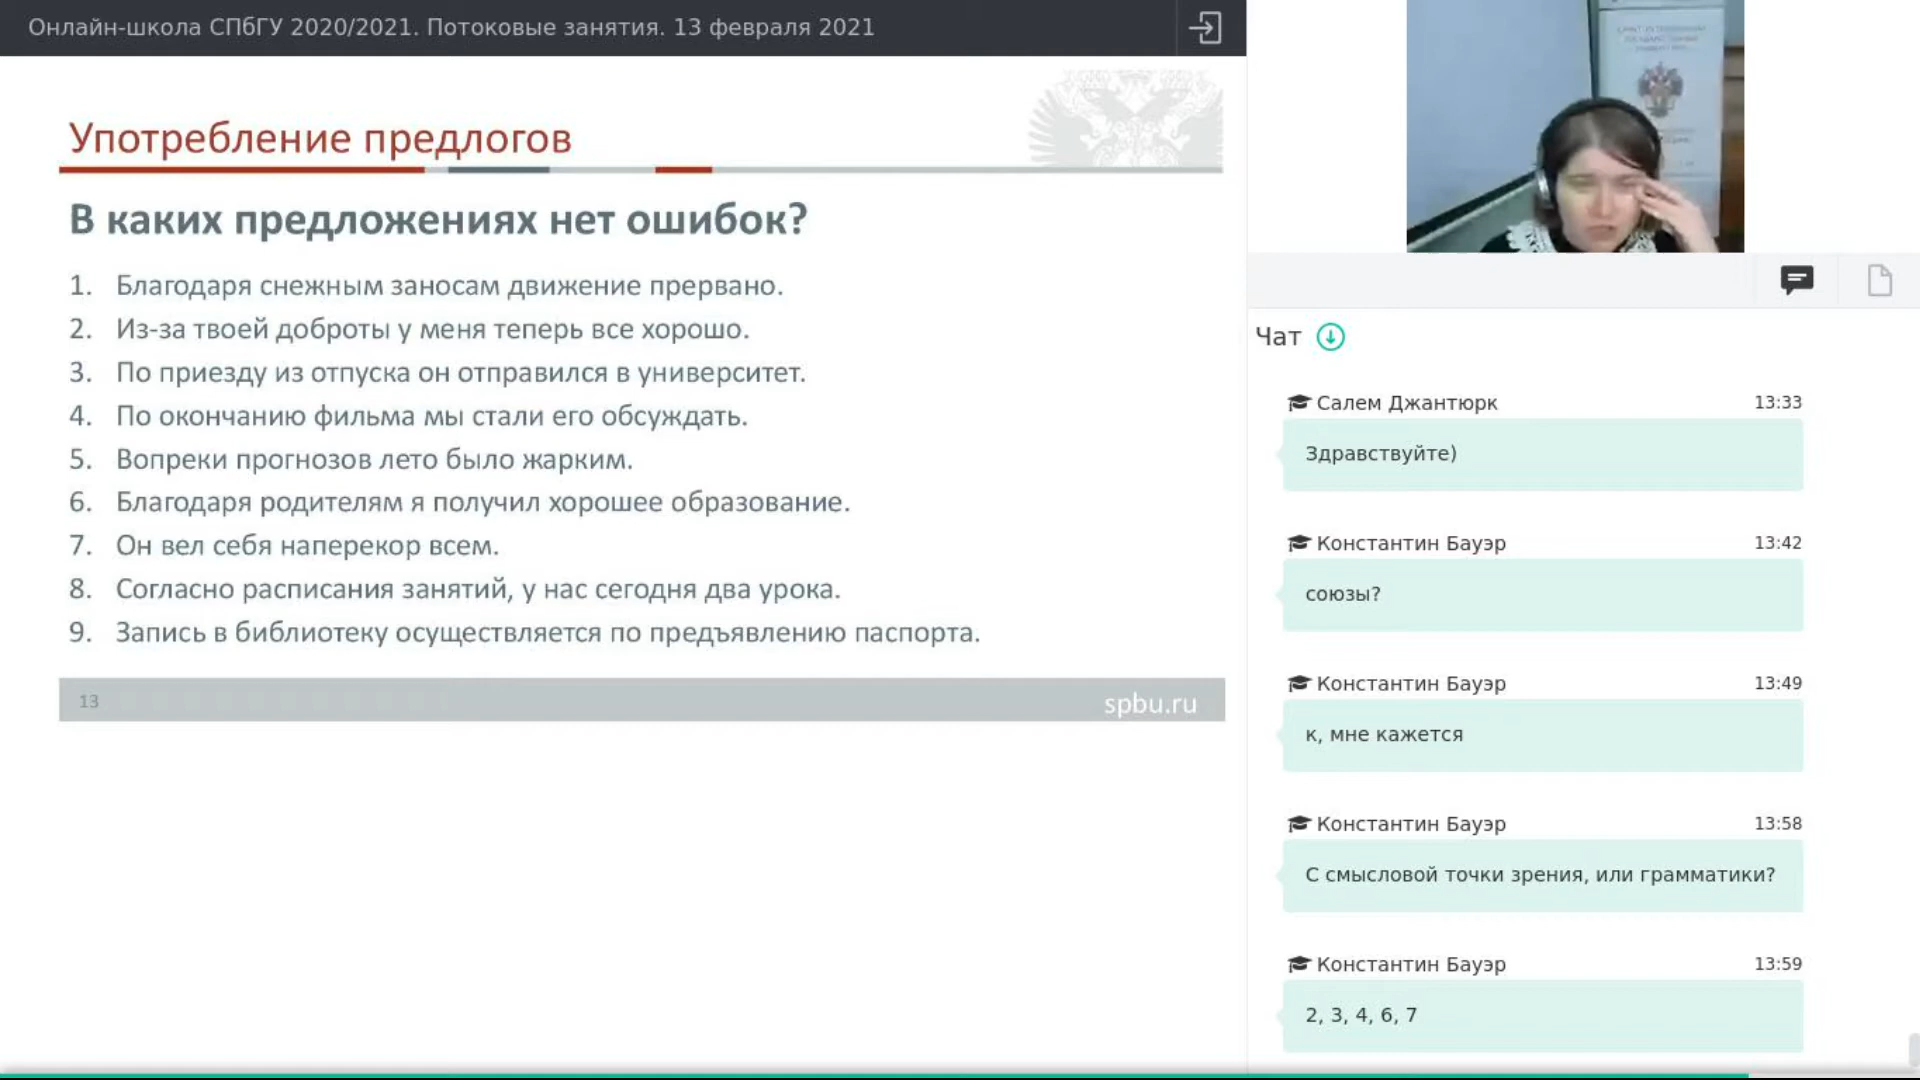 Онлайн-школа СПбГУ 2020/2021. Потоковые занятия. 13 февраля 2021
Употребление предлогов
В каких предложениях нет ошибок?
1. Благодаря снежным заносам движение прервано.
2. Из-за твоей доброты у меня теперь все хорошо.
3. По приезду из отпуска он отправился в университет.
4. По окончанию фильма мы стали его обсуждать.
5. Вопреки прогнозов лето было жарким.
6. Благодаря родителям я получил хорошее образование.
7. Он вел себя наперекор всем.
8. Согласно расписания занятий, у нас сегодня два урока.
9. Запись в библиотеку осуществляется по предъявлению паспорта.
13
spbu.ru
Чат
Салем Джантюрк 13:33
Здравствуйте)
Константин Бауэр 13:42
союзы?
Константин Бауэр 13:49
к, мне кажется
Константин Бауэр 13:58
С смысловой точки зрения, или грамматики?
Константин Бауэр 13:59
2, 3, 4, 6, 7